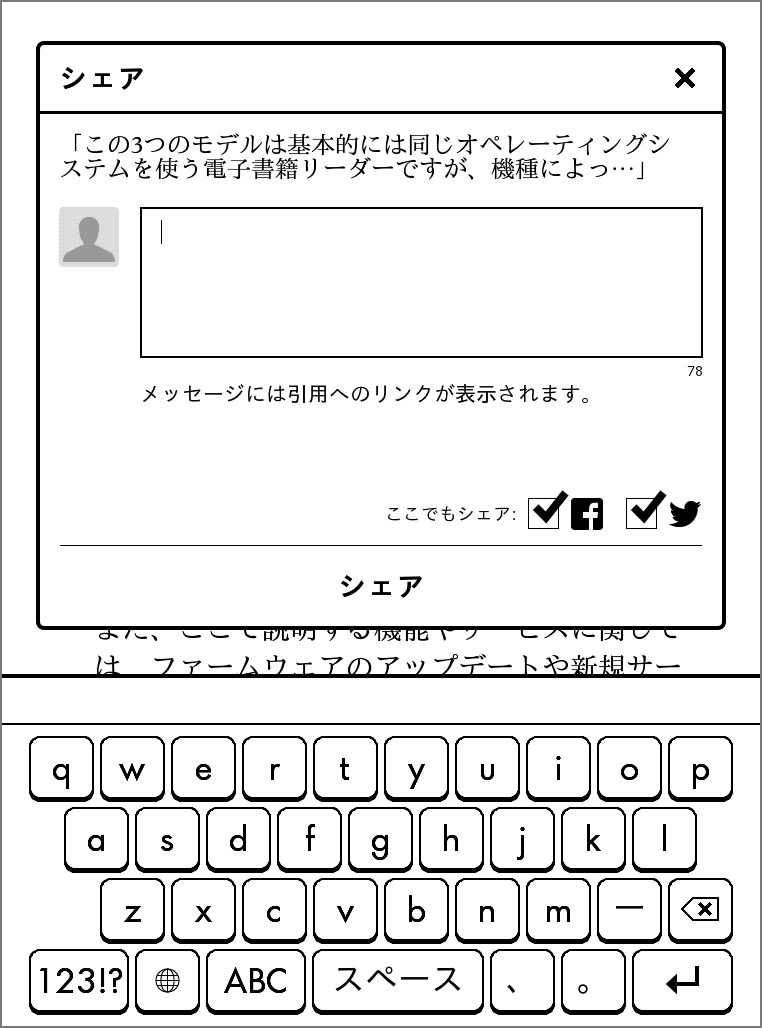 シェア
「この3つのモデルは基本的には同じオペレーティングシ
ステムを使う電子書籍リーダーですが、機種によっ…」
78
メッセージには引用へのリンクが表示されます。
ここでもシェア:
シェア
また、ここで説明する機能やサービスに関して
は、ファームウェアのアップデートや新規サー
q w e r t y u i o p
a s d f g h j k l
z x c v b n m ー
123!? ABC スペース 、 。